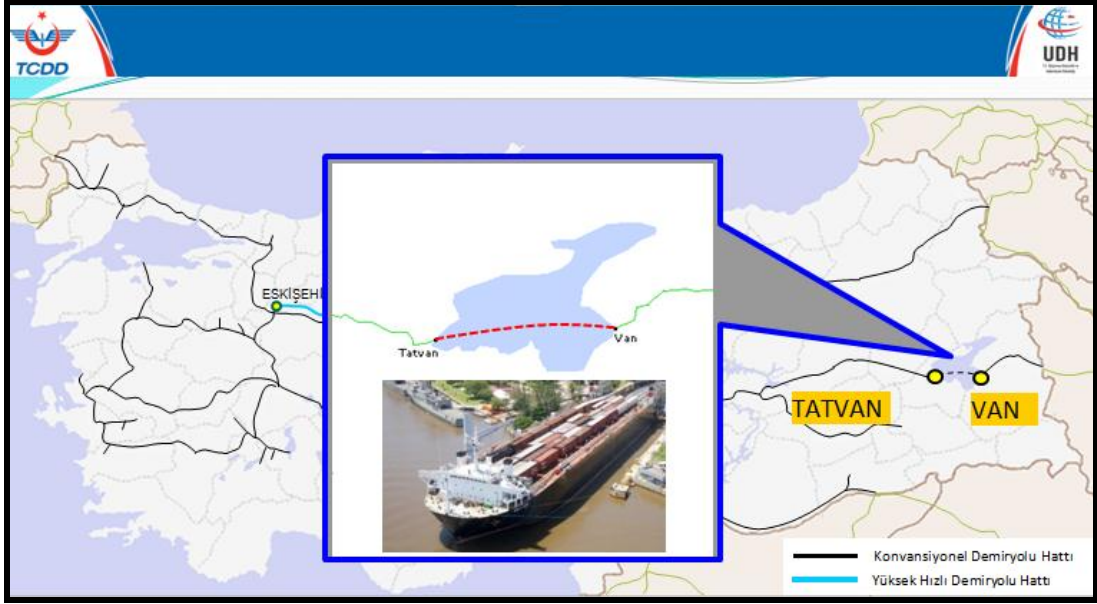 TCDD
UDH
ESKİŞEHİ
Tatvan
Van
TATVAN
VAN
Konvansiyonel Demiryolu Hattı
Yüksek Hızlı Demiryolu Hattı